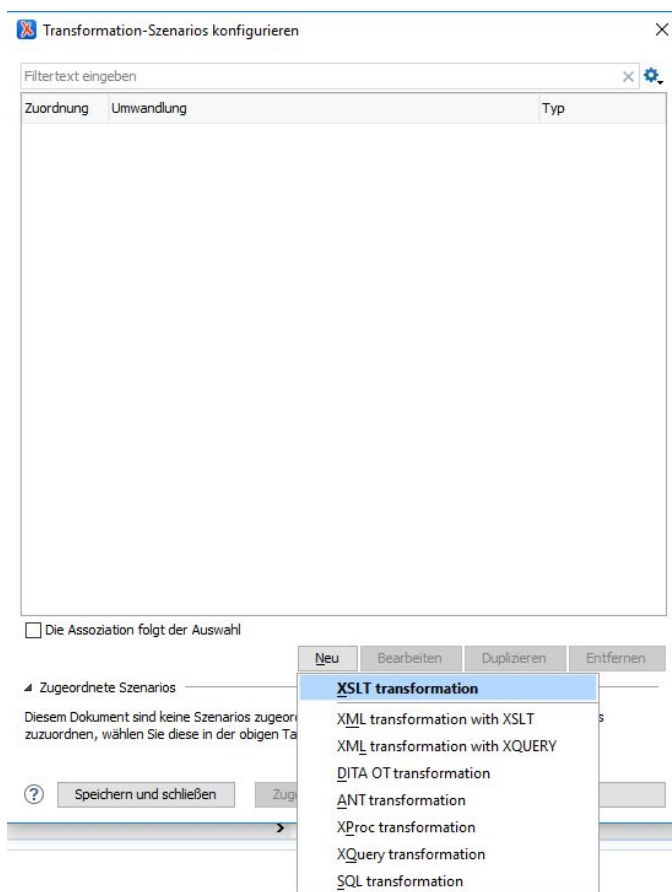 Transformation-Szenarios konfigurieren
Filtertext eingeben
Zuordnung Umwandlung Typ
Die Assoziation folgt der Auswahl
Neu Bearbeiten Duplizieren Entfernen
Zugeordnete Szenarios
XSLT transformation
Diesem Dokument sind keine Szenarios
XML transformation with XSLT
zuzuordnen, wählen Sie diese in der obigen
XML transformation with XQUERY
DITA OT transformation
Speichern und schließen
ANT transformation
XProc transformation
XQuery transformation
SQL transformation